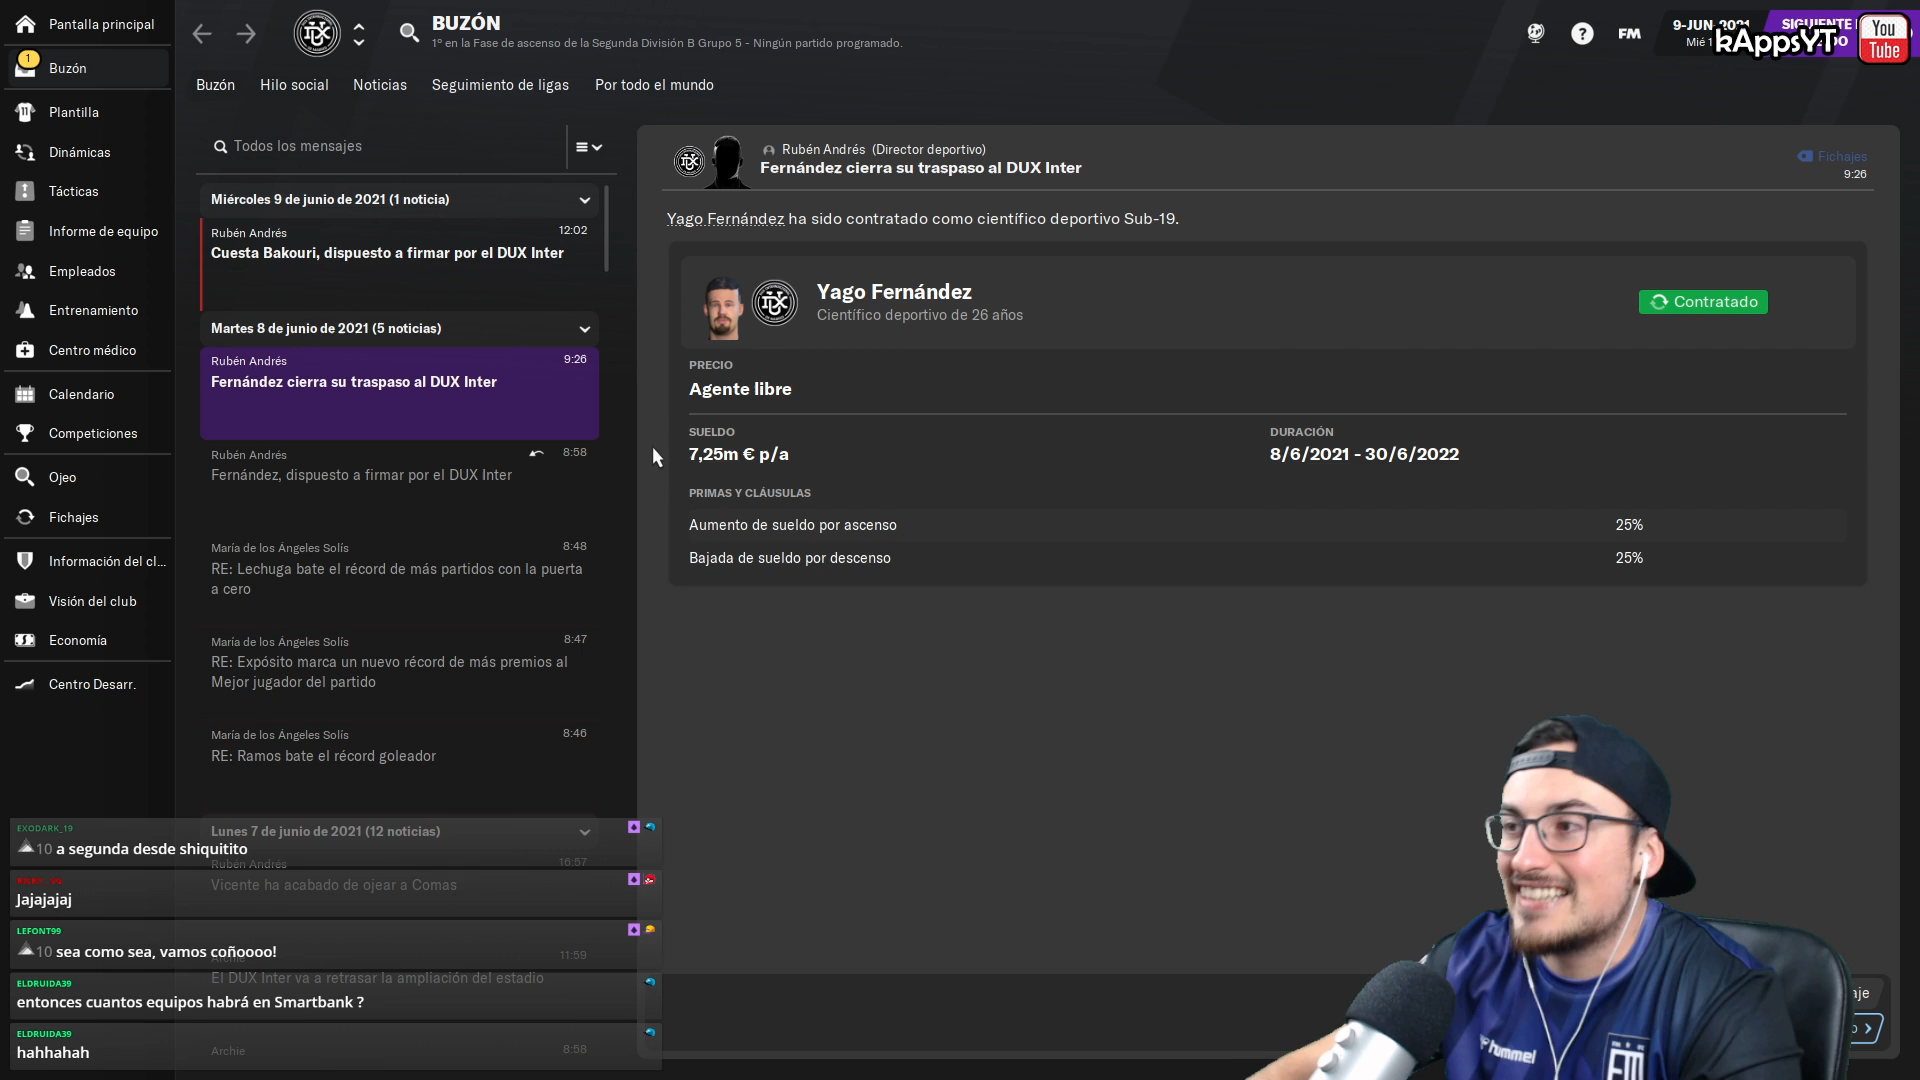 Pantalla principal
1
Buzón
Plantilla
Dinámicas
Tácticas
Informe de equipo
Empleados
Entrenamiento
Centro médico
Calendario
Competiciones
Ojeo
Fichajes
Información del cl...
Visión del club
Economía
Centro Desarr.
BUZÓN
1º en la Fase de ascenso de la Segunda División B Grupo 5 - Ningún partido programado.
?
FM
9-JUN-2021
Mié
SIGUIENTE
kAppsYT
You
Tube
Buzón
Hilo social
Noticias
Seguimiento de ligas
Por todo el mundo
Todos los mensajes
Miércoles 9 de junio de 2021 (1 noticia)
Rubén Andrés
12:02
Cuesta Bakouri, dispuesto a firmar por el DUX Inter
Martes 8 de junio de 2021 (5 noticias)
Rubén Andrés
9:26
Fernández cierra su traspaso al DUX Inter
Rubén Andrés
8:58
Fernández, dispuesto a firmar por el DUX Inter
María de los Ángeles Solís
8:48
RE: Lechuga bate el récord de más partidos con la puerta
a cero
María de los Ángeles Solís
8:47
RE: Expósito marca un nuevo récord de más premios al
Mejor jugador del partido
María de los Ángeles Solís
8:46
RE: Ramos bate el récord goleador
Lunes 7 de junio de 2021 (12 noticias)
Rubén Andrés
16:57
Vicente ha acabado de ojear a Comas
Archie
11:59
El DUX Inter va a retrasar la ampliación del estadio
Archie
8:58
EXODARK_19
10 a segunda desde shiquitito
Jajajajaj
LEFONT99
10 sea como sea, vamos coñoooo!
ELDRUIDA39
entonces cuantos equipos habrá en Smartbank ?
ELDRUIDA39
hahhahah
Rubén Andrés (Director deportivo)
Fernández cierra su traspaso al DUX Inter
Fichajes
9:26
Yago Fernández ha sido contratado como científico deportivo Sub-19.
Yago Fernández
Científico deportivo de 26 años
Contratado
PRECIO
Agente libre
SUELDO
7,25m € p/a
DURACIÓN
8/6/2021 - 30/6/2022
PRIMAS Y CLÁUSULAS
Aumento de sueldo por ascenso
25%
Bajada de sueldo por descenso
25%
hummel